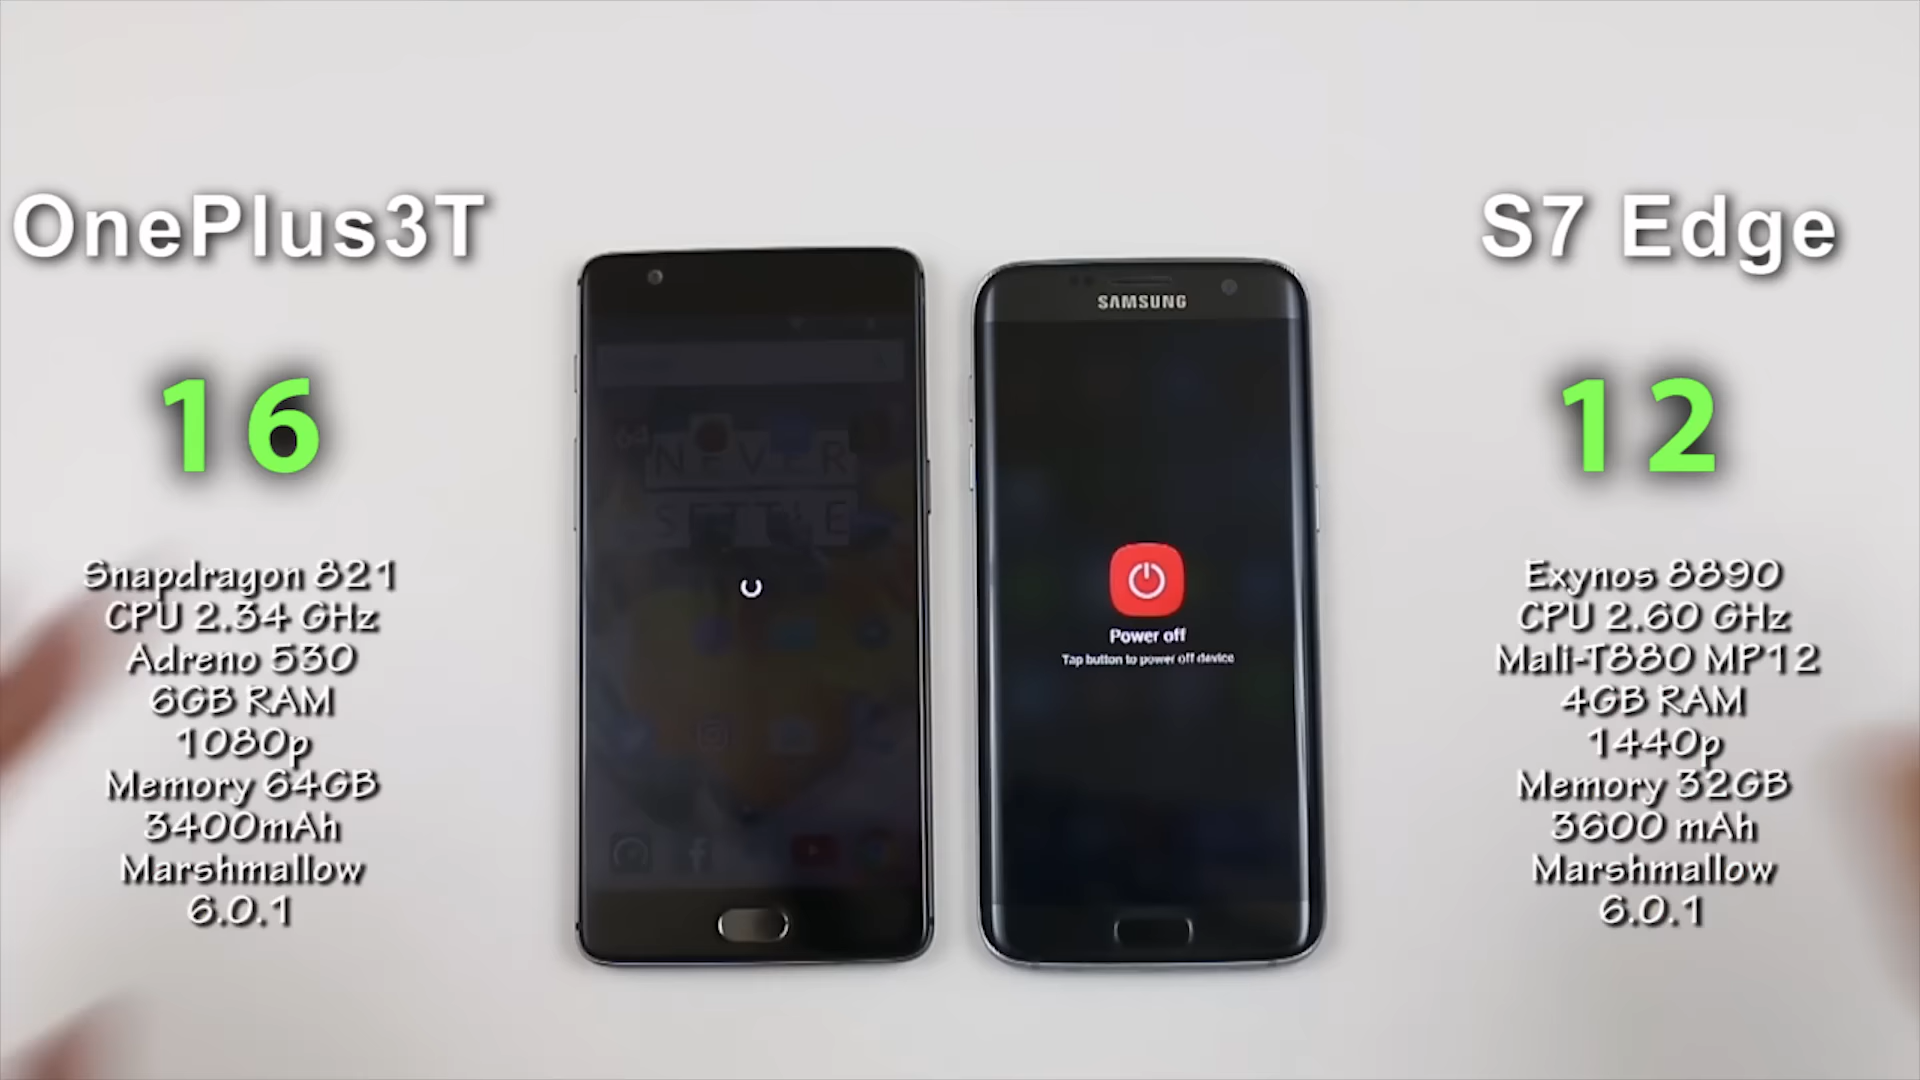 OnePlus3T
16
Snapdragon 821
CPU 2.34 GHz
Adreno 530
6GB RAM
1080p
Memory 64GB
3400mAh
Marshmallow
6.0.1
NEVER
SETTLE
SAMSUNG
Power off
Tap button to power off device
S7 Edge
12
Exynos 8890
CPU 2.60 GHz
Mali-T880 MP12
4GB RAM
1440p
Memory 32GB
3600 mAh
Marshmallow
6.0.1